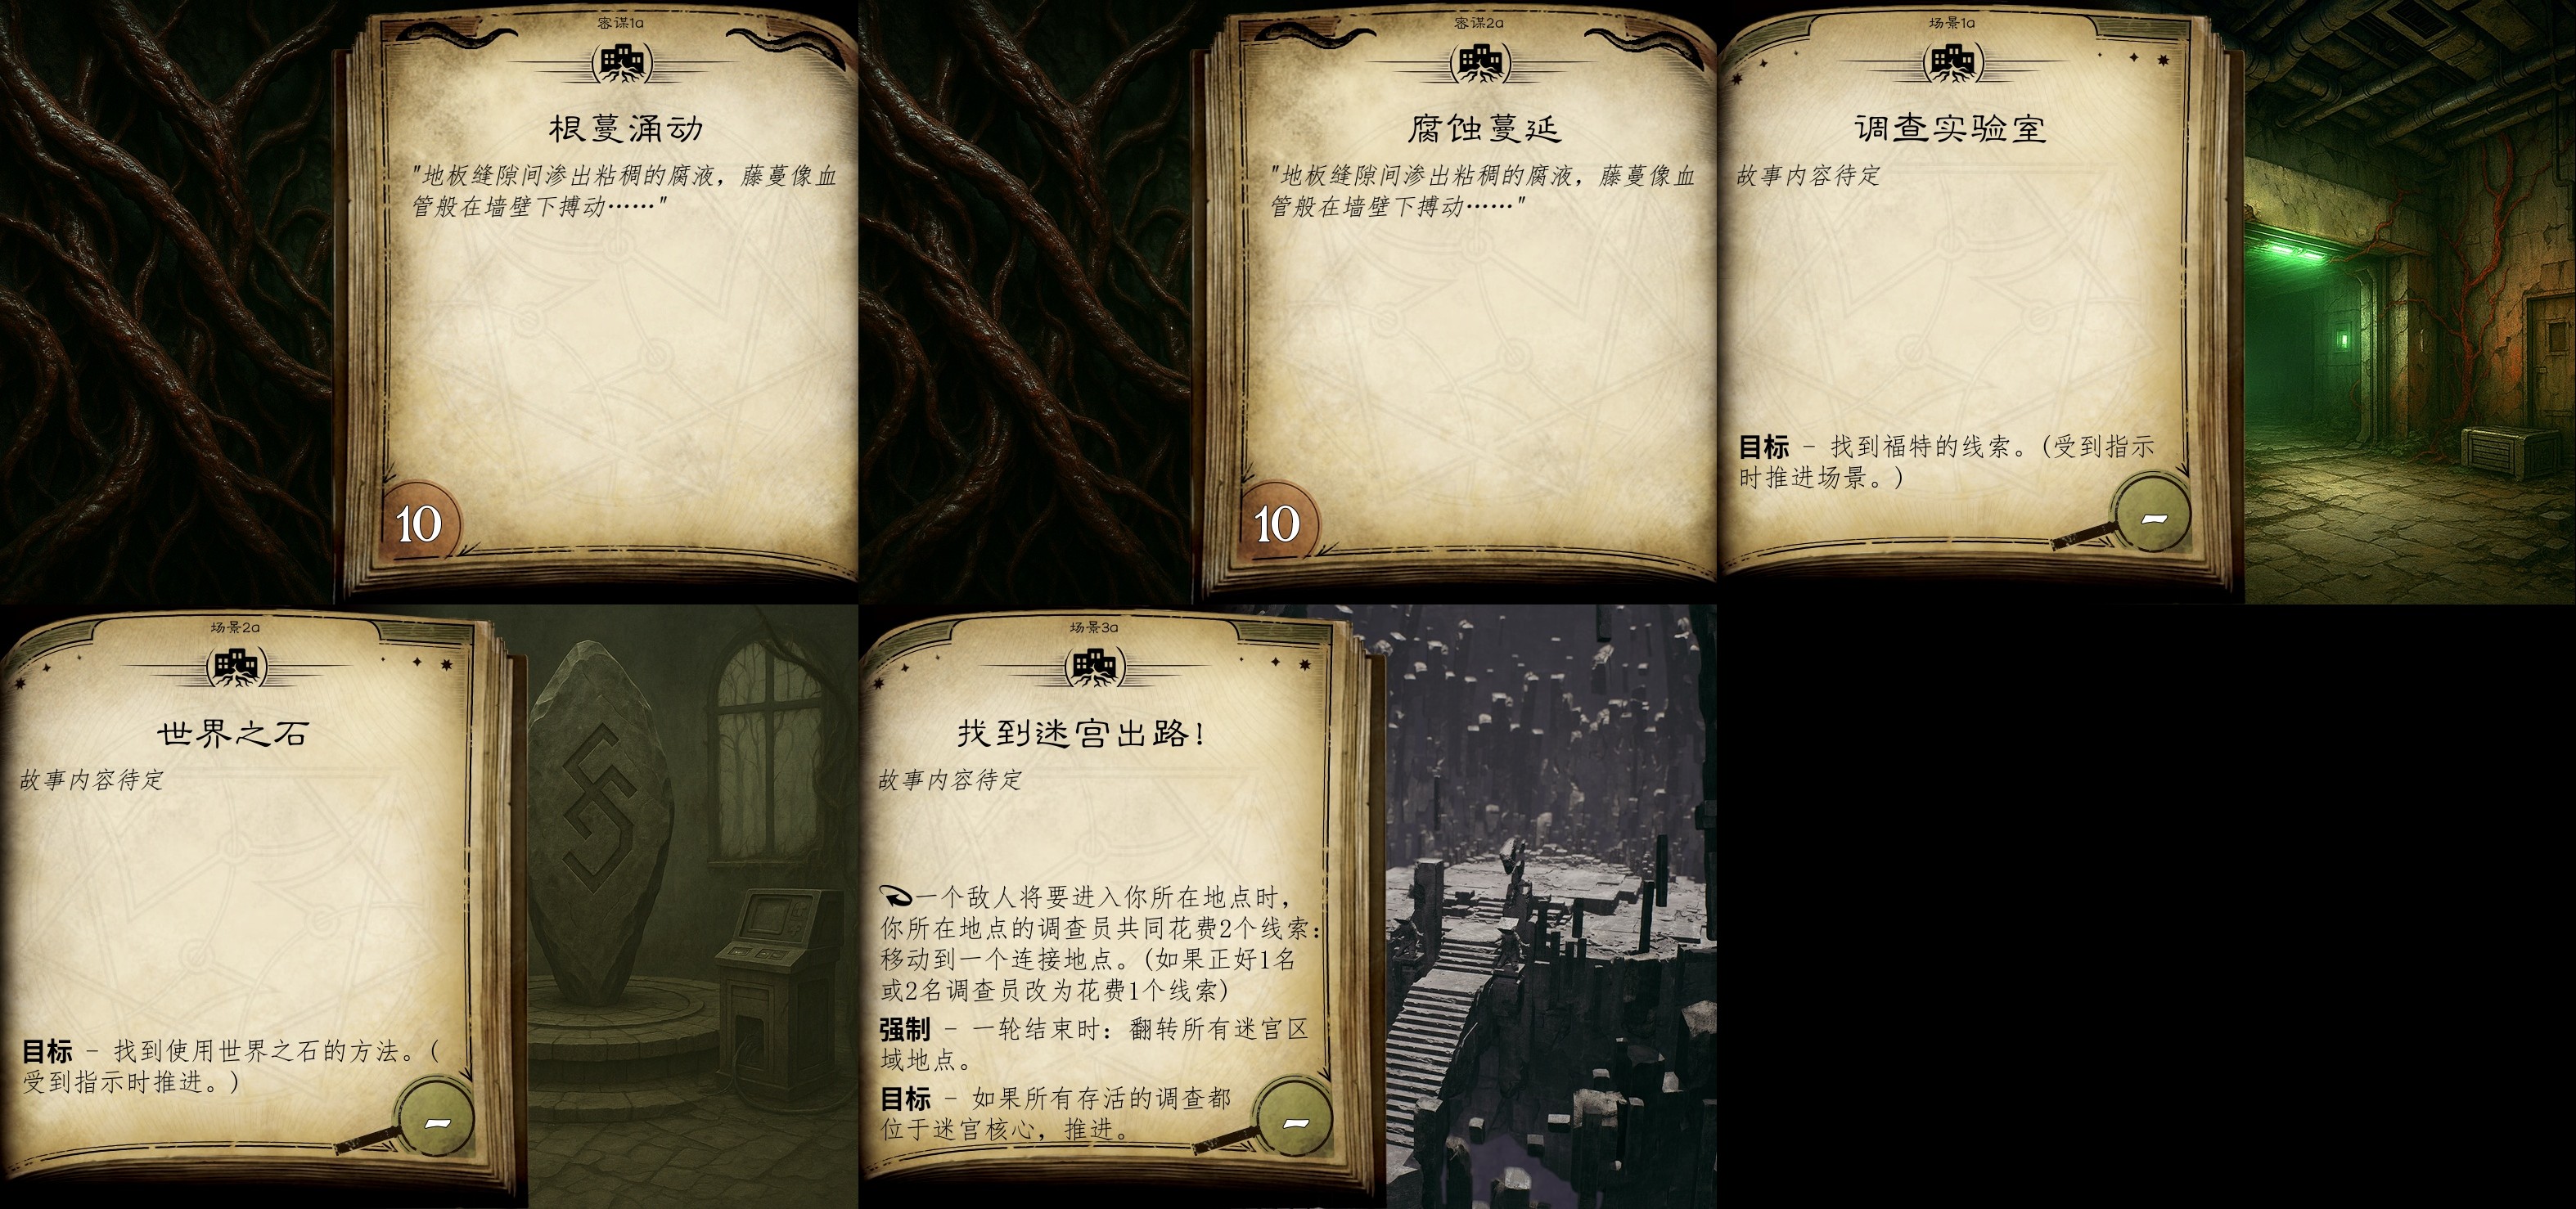 密谋1a
根蔓涌动
"地板缝隙间渗出粘稠的腐液，藤蔓像血
管般在墙壁下搏动……"
10
密谋2a
腐蚀蔓延
"地板缝隙间渗出粘稠的腐液，藤蔓像血
管般在墙壁下搏动……"
10
场景1a
调查实验室
故事内容待定
目标 – 找到福特的线索。(受到指示
时推进场景。)
–
场景2a
世界之石
故事内容待定
目标 – 找到使用世界之石的方法。(
受到指示时推进。)
–
场景3a
找到迷宫出路!
故事内容待定
一个敌人将要进入你所在地点时，
你所在地点的调查员共同花费2个线索：
移动到一个连接地点。(如果正好1名
或2名调查员改为花费1个线索)
强制 – 一轮结束时：翻转所有迷宫区
域地点。
目标 – 如果所有存活的调查都
位于迷宫核心，推进。
–